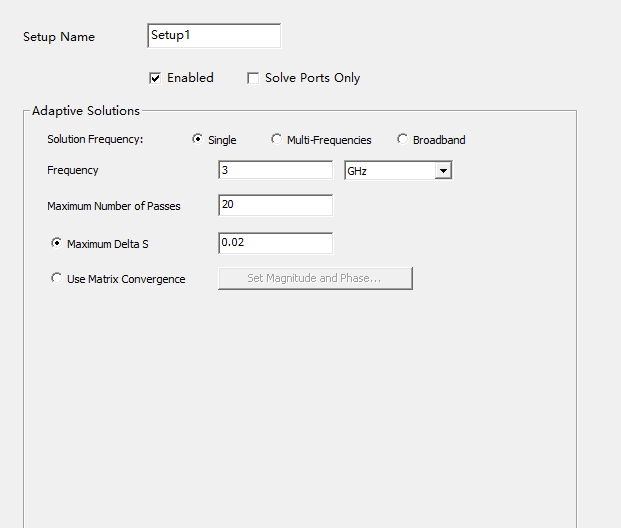 Setup Name Setup1
Enabled Solve Ports Only
Adaptive Solutions
Solution Frequency: Single Multi-Frequencies Broadband
Frequency 3 GHz
Maximum Number of Passes 20
Maximum Delta S 0.02
Use Matrix Convergence Set Magnitude and Phase...